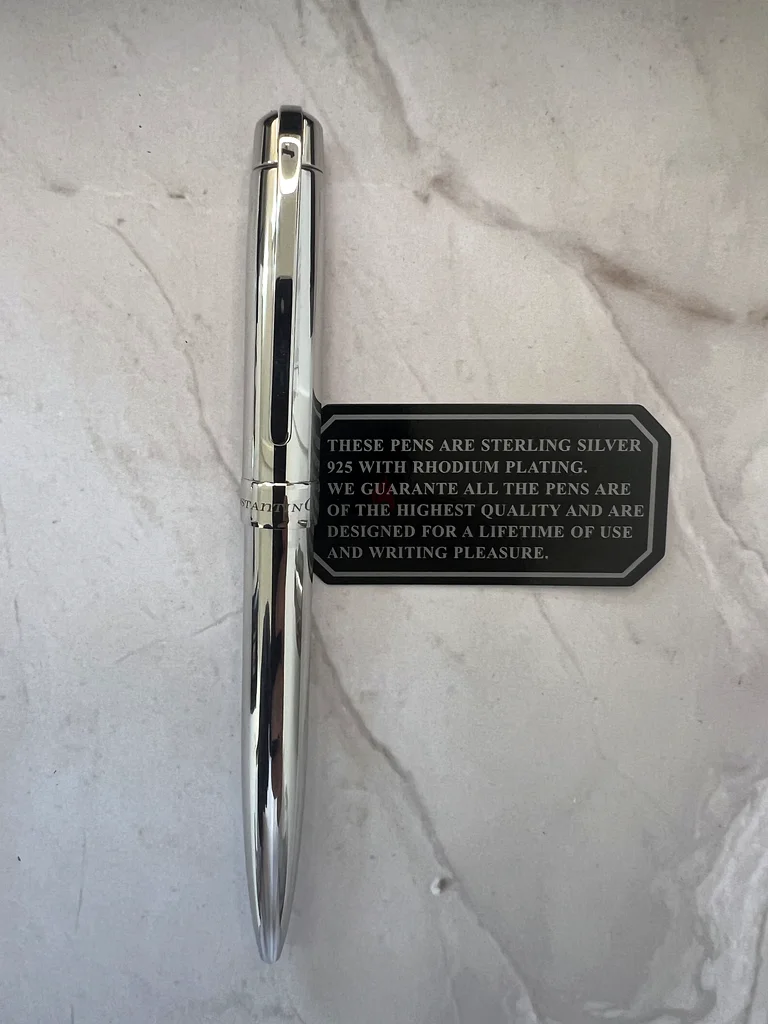 THESE PENS ARE STERLING SILVER
925 WITH RHODIUM PLATING.
WE GUARANTE ALL THE PENS ARE
OF THE HIGHEST QUALITY AND ARE
DESIGNED FOR A LIFETIME OF USE
AND WRITING PLEASURE.